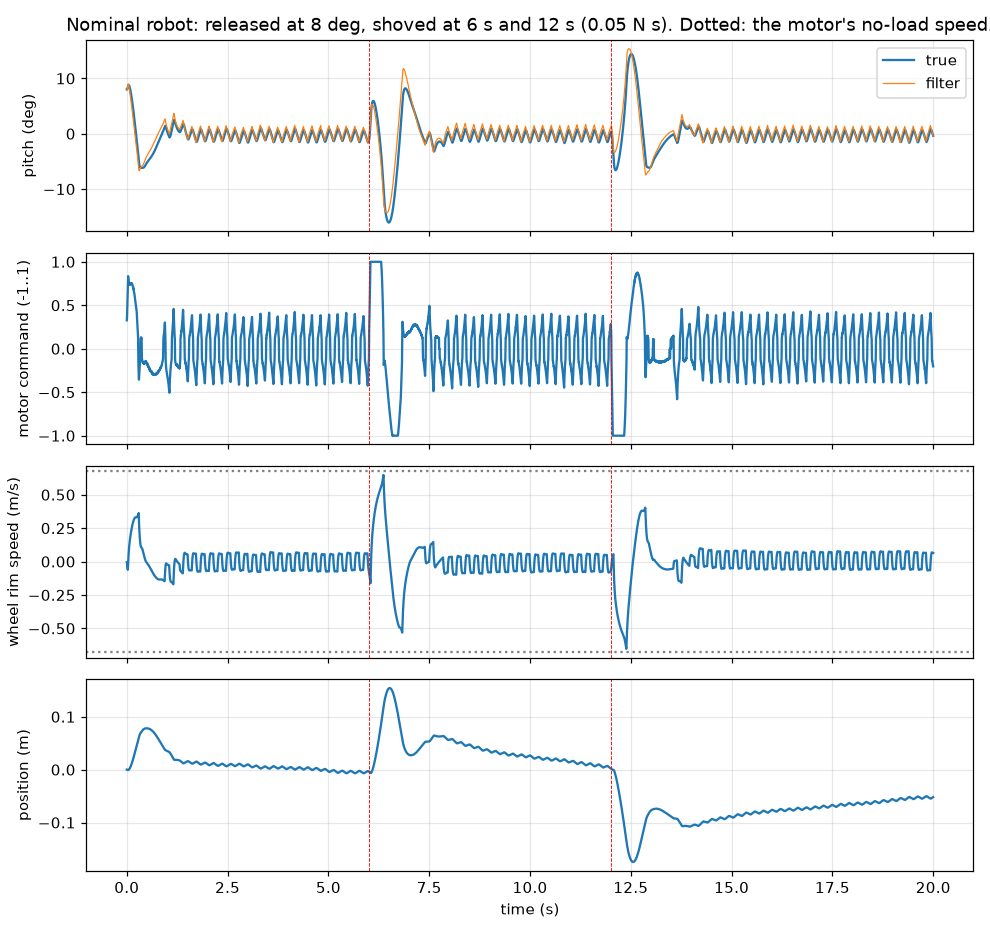 Nominal robot: released at 8 deg, shoved at 6 s and 12 s (0.05 N s). Dotted: the motor's no-load speed.
pitch (deg)
10
0
−10
true
filter
motor command (-1..1)
1.0
0.5
0.0
−0.5
−1.0
wheel rim speed (m/s)
0.50
0.25
0.00
−0.25
−0.50
position (m)
0.1
0.0
−0.1
0.0 2.5 5.0 7.5 10.0 12.5 15.0 17.5 20.0
time (s)